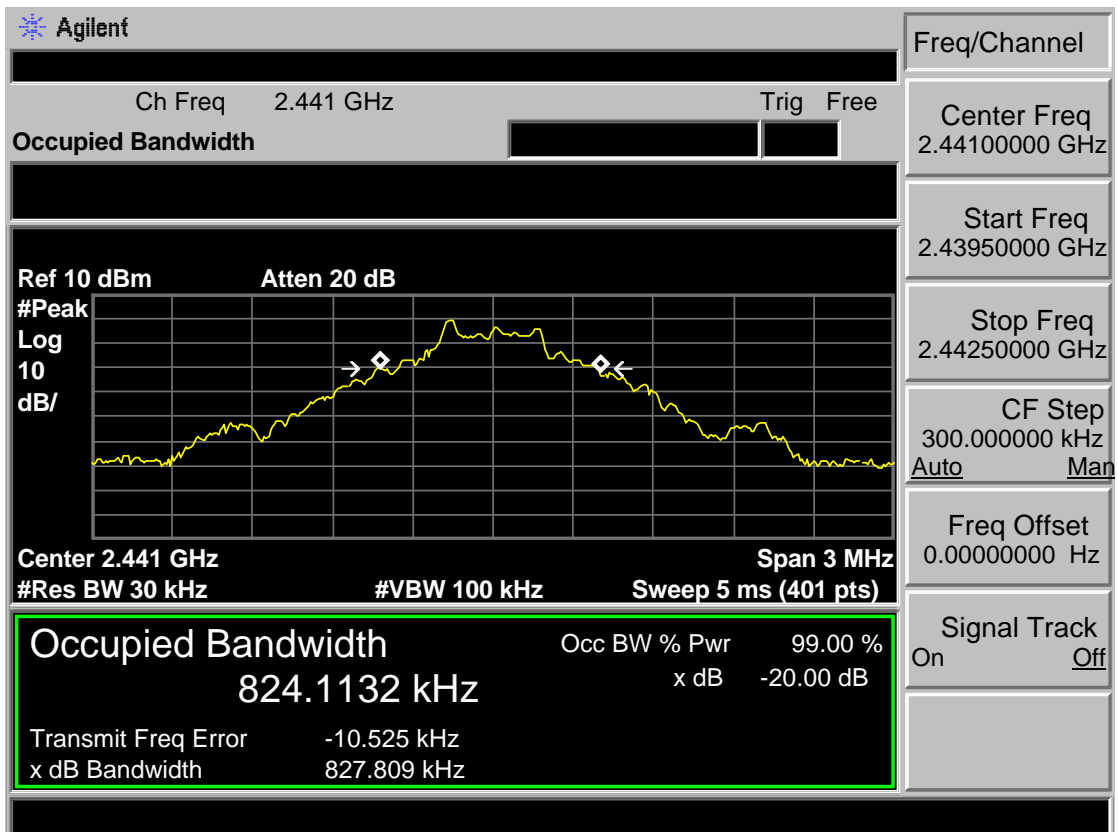 Agilent
Freq/Channel
Ch Freq 2.441 GHz Trig Free
Occupied Bandwidth
Center Freq
2.44100000 GHz
Start Freq
2.43950000 GHz
Stop Freq
2.44250000 GHz
CF Step
300.000000 kHz
Auto Man
Freq Offset
0.00000000 Hz
Signal Track
On Off
Ref 10 dBm Atten 20 dB
#Peak
Log
10
dB/
Center 2.441 GHz Span 3 MHz
#Res BW 30 kHz #VBW 100 kHz Sweep 5 ms (401 pts)
Occupied Bandwidth Occ BW % Pwr 99.00 %
824.1132 kHz x dB -20.00 dB
Transmit Freq Error -10.525 kHz
x dB Bandwidth 827.809 kHz